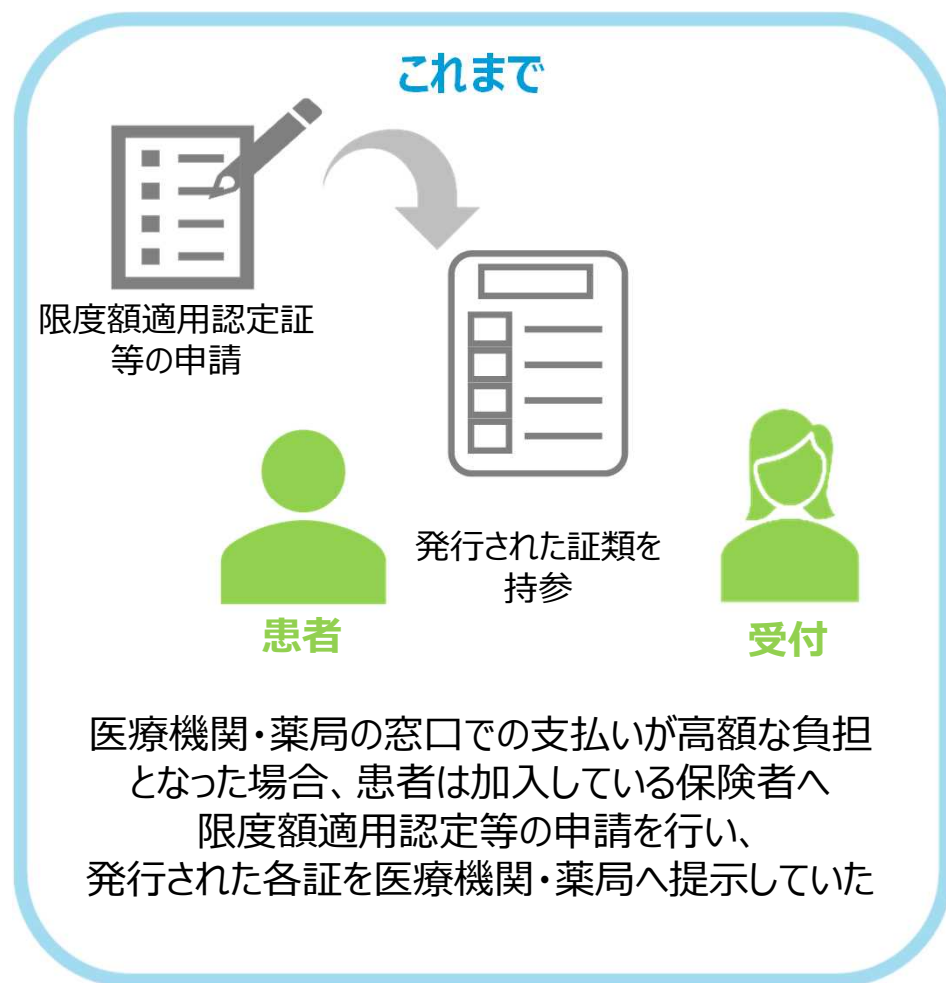 これまで
限度額適用認定証
等の申請
発行された証類を
持参
患者
受付
医療機関・薬局の窓口での支払いが高額な負担
となった場合、患者は加入している保険者へ
限度額適用認定等の申請を行い、
発行された各証を医療機関・薬局へ提示していた